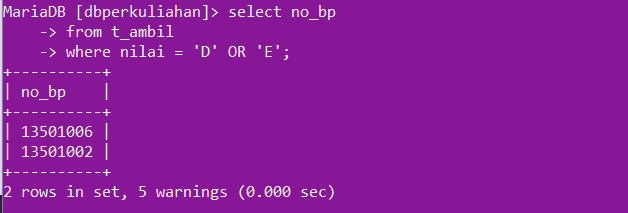 MariaDB [dbperkuliahan]> select no_bp
    -> from t_ambil
    -> where nilai = 'D' OR 'E';
+----------+
| no_bp    |
+----------+
| 13501006 |
| 13501002 |
+----------+
2 rows in set, 5 warnings (0.000 sec)